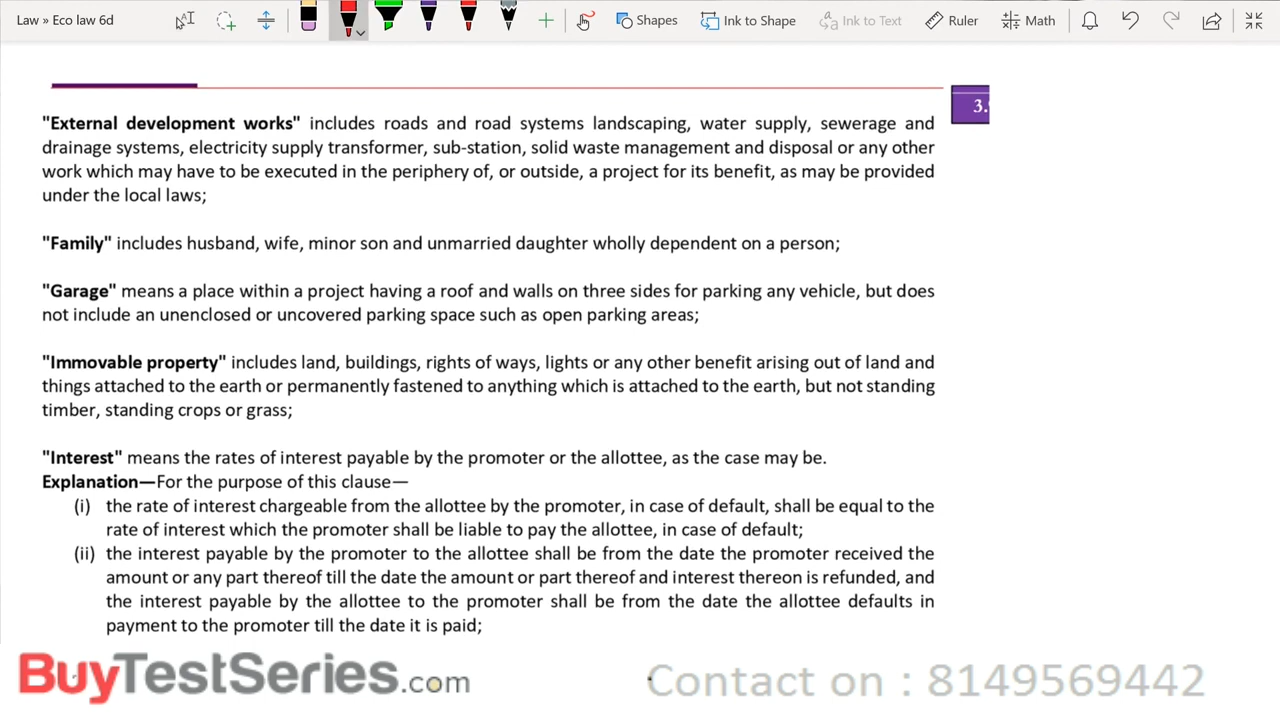 Law » Eco law 6d
Shapes
Ink to Shape
Ink to Text
Ruler
Math
3.
"External development works" includes roads and road systems landscaping, water supply, sewerage and
drainage systems, electricity supply transformer, sub-station, solid waste management and disposal or any other
work which may have to be executed in the periphery of, or outside, a project for its benefit, as may be provided
under the local laws;
"Family" includes husband, wife, minor son and unmarried daughter wholly dependent on a person;
"Garage" means a place within a project having a roof and walls on three sides for parking any vehicle, but does
not include an unenclosed or uncovered parking space such as open parking areas;
"Immovable property" includes land, buildings, rights of ways, lights or any other benefit arising out of land and
things attached to the earth or permanently fastened to anything which is attached to the earth, but not standing
timber, standing crops or grass;
"Interest" means the rates of interest payable by the promoter or the allottee, as the case may be.
Explanation—For the purpose of this clause—
(i) the rate of interest chargeable from the allottee by the promoter, in case of default, shall be equal to the
rate of interest which the promoter shall be liable to pay the allottee, in case of default;
(ii) the interest payable by the promoter to the allottee shall be from the date the promoter received the
amount or any part thereof till the date the amount or part thereof and interest thereon is refunded, and
the interest payable by the allottee to the promoter shall be from the date the allottee defaults in
payment to the promoter till the date it is paid;
BuyTestSeries.com
Contact on : 8149569442